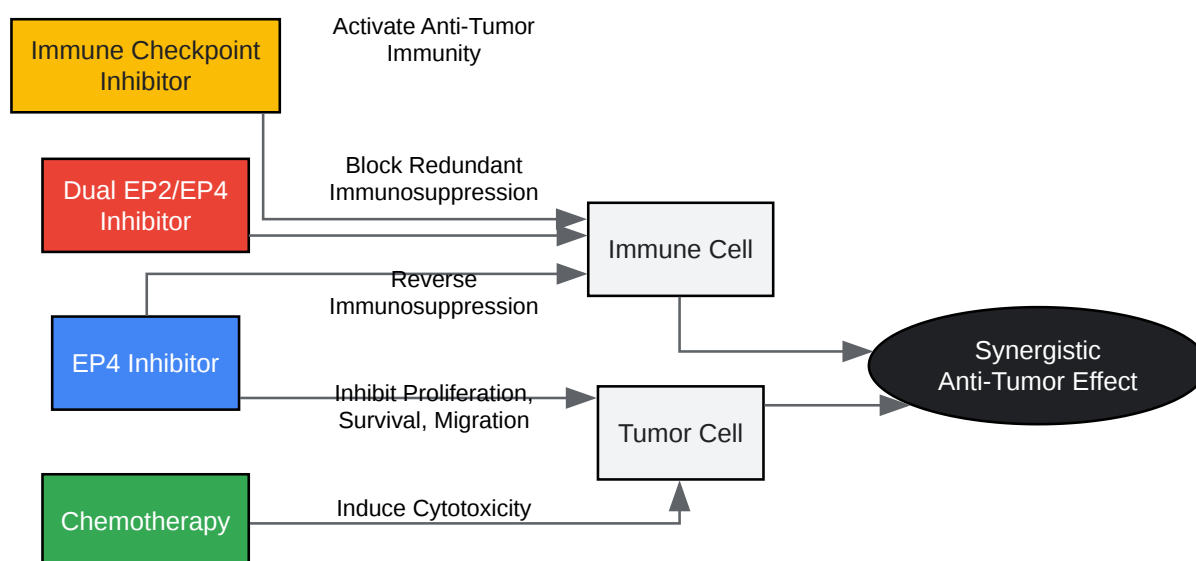 Activate Anti-Tumor
Immunity
Immune Checkpoint
Inhibitor
Block Redundant
Immunosuppression
Dual EP2/EP4
Inhibitor
Immune Cell
Reverse
Immunosuppression
EP4 Inhibitor
Synergistic
Anti-Tumor Effect
Inhibit Proliferation,
Survival, Migration
Tumor Cell
Induce Cytotoxicity
Chemotherapy